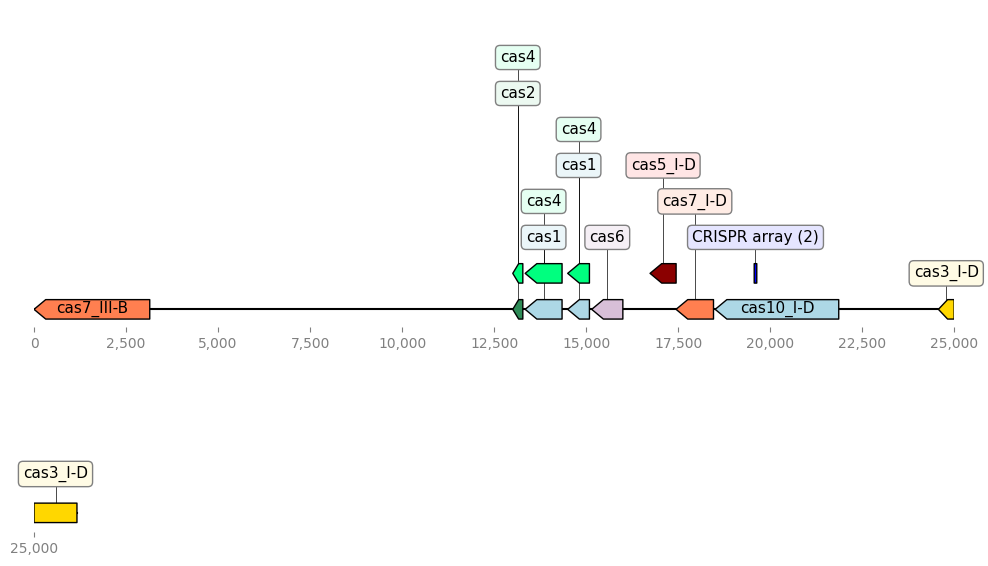 cas4
cas2
cas4
cas1
cas5_I-D
cas4
cas7_I-D
cas1
cas6
CRISPR array (2)
cas3_I-D
cas7_III-B
cas10_I-D
0 2,500 5,000 7,500 10,000 12,500 15,000 17,500 20,000 22,500 25,000
cas3_I-D
25,000